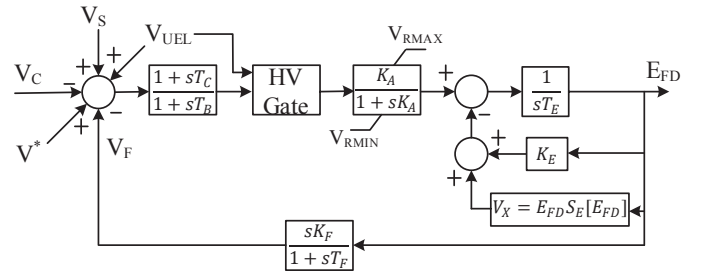 V_S
V_UEL
V_C
V*
V_F
+
+
−
+
−
1 + sT_C
1 + sT_B
HV
Gate
V_RMAX
K_A
1 + sK_A
V_RMIN
+
−
1
sT_E
E_FD
+
K_E
+
V_X = E_FD S_E[E_FD]
sK_F
1 + sT_F